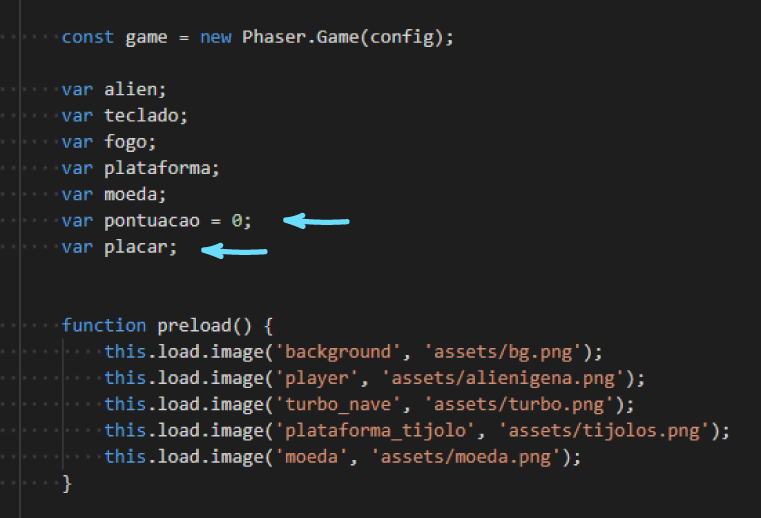 const game = new Phaser.Game(config);
var alien;
var teclado;
var fogo;
var plataforma;
var moeda;
var pontuacao = 0;
var placar;
function preload() {
this.load.image('background', 'assets/bg.png');
this.load.image('player', 'assets/alienigena.png');
this.load.image('turbo_nave', 'assets/turbo.png');
this.load.image('plataforma_tijolo', 'assets/tijolos.png');
this.load.image('moeda', 'assets/moeda.png');
}